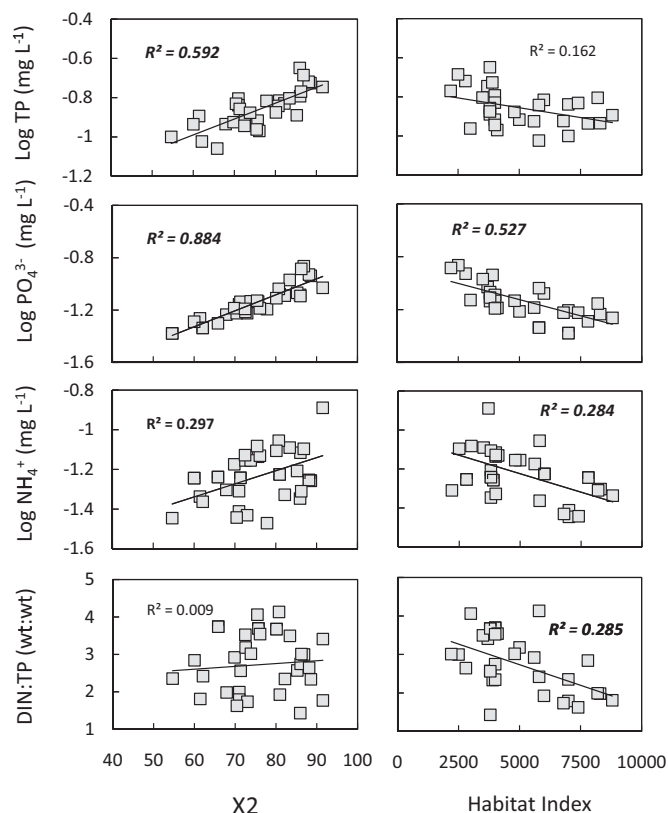 Log TP (mg L-1)
-0.4
-0.6
-0.8
-1
-1.2
R² = 0.592
R² = 0.162
Log PO₄³⁻ (mg L-1)
-0.4
-0.8
-1.2
-1.6
R² = 0.884
R² = 0.527
Log NH₄⁺ (mg L-1)
-0.8
-1
-1.2
-1.4
-1.6
R² = 0.297
R² = 0.284
DIN:TP (wt:wt)
5
4
3
2
1
R² = 0.009
R² = 0.285
40 50 60 70 80 90 100
0 2500 5000 7500 10000
X2
Habitat Index